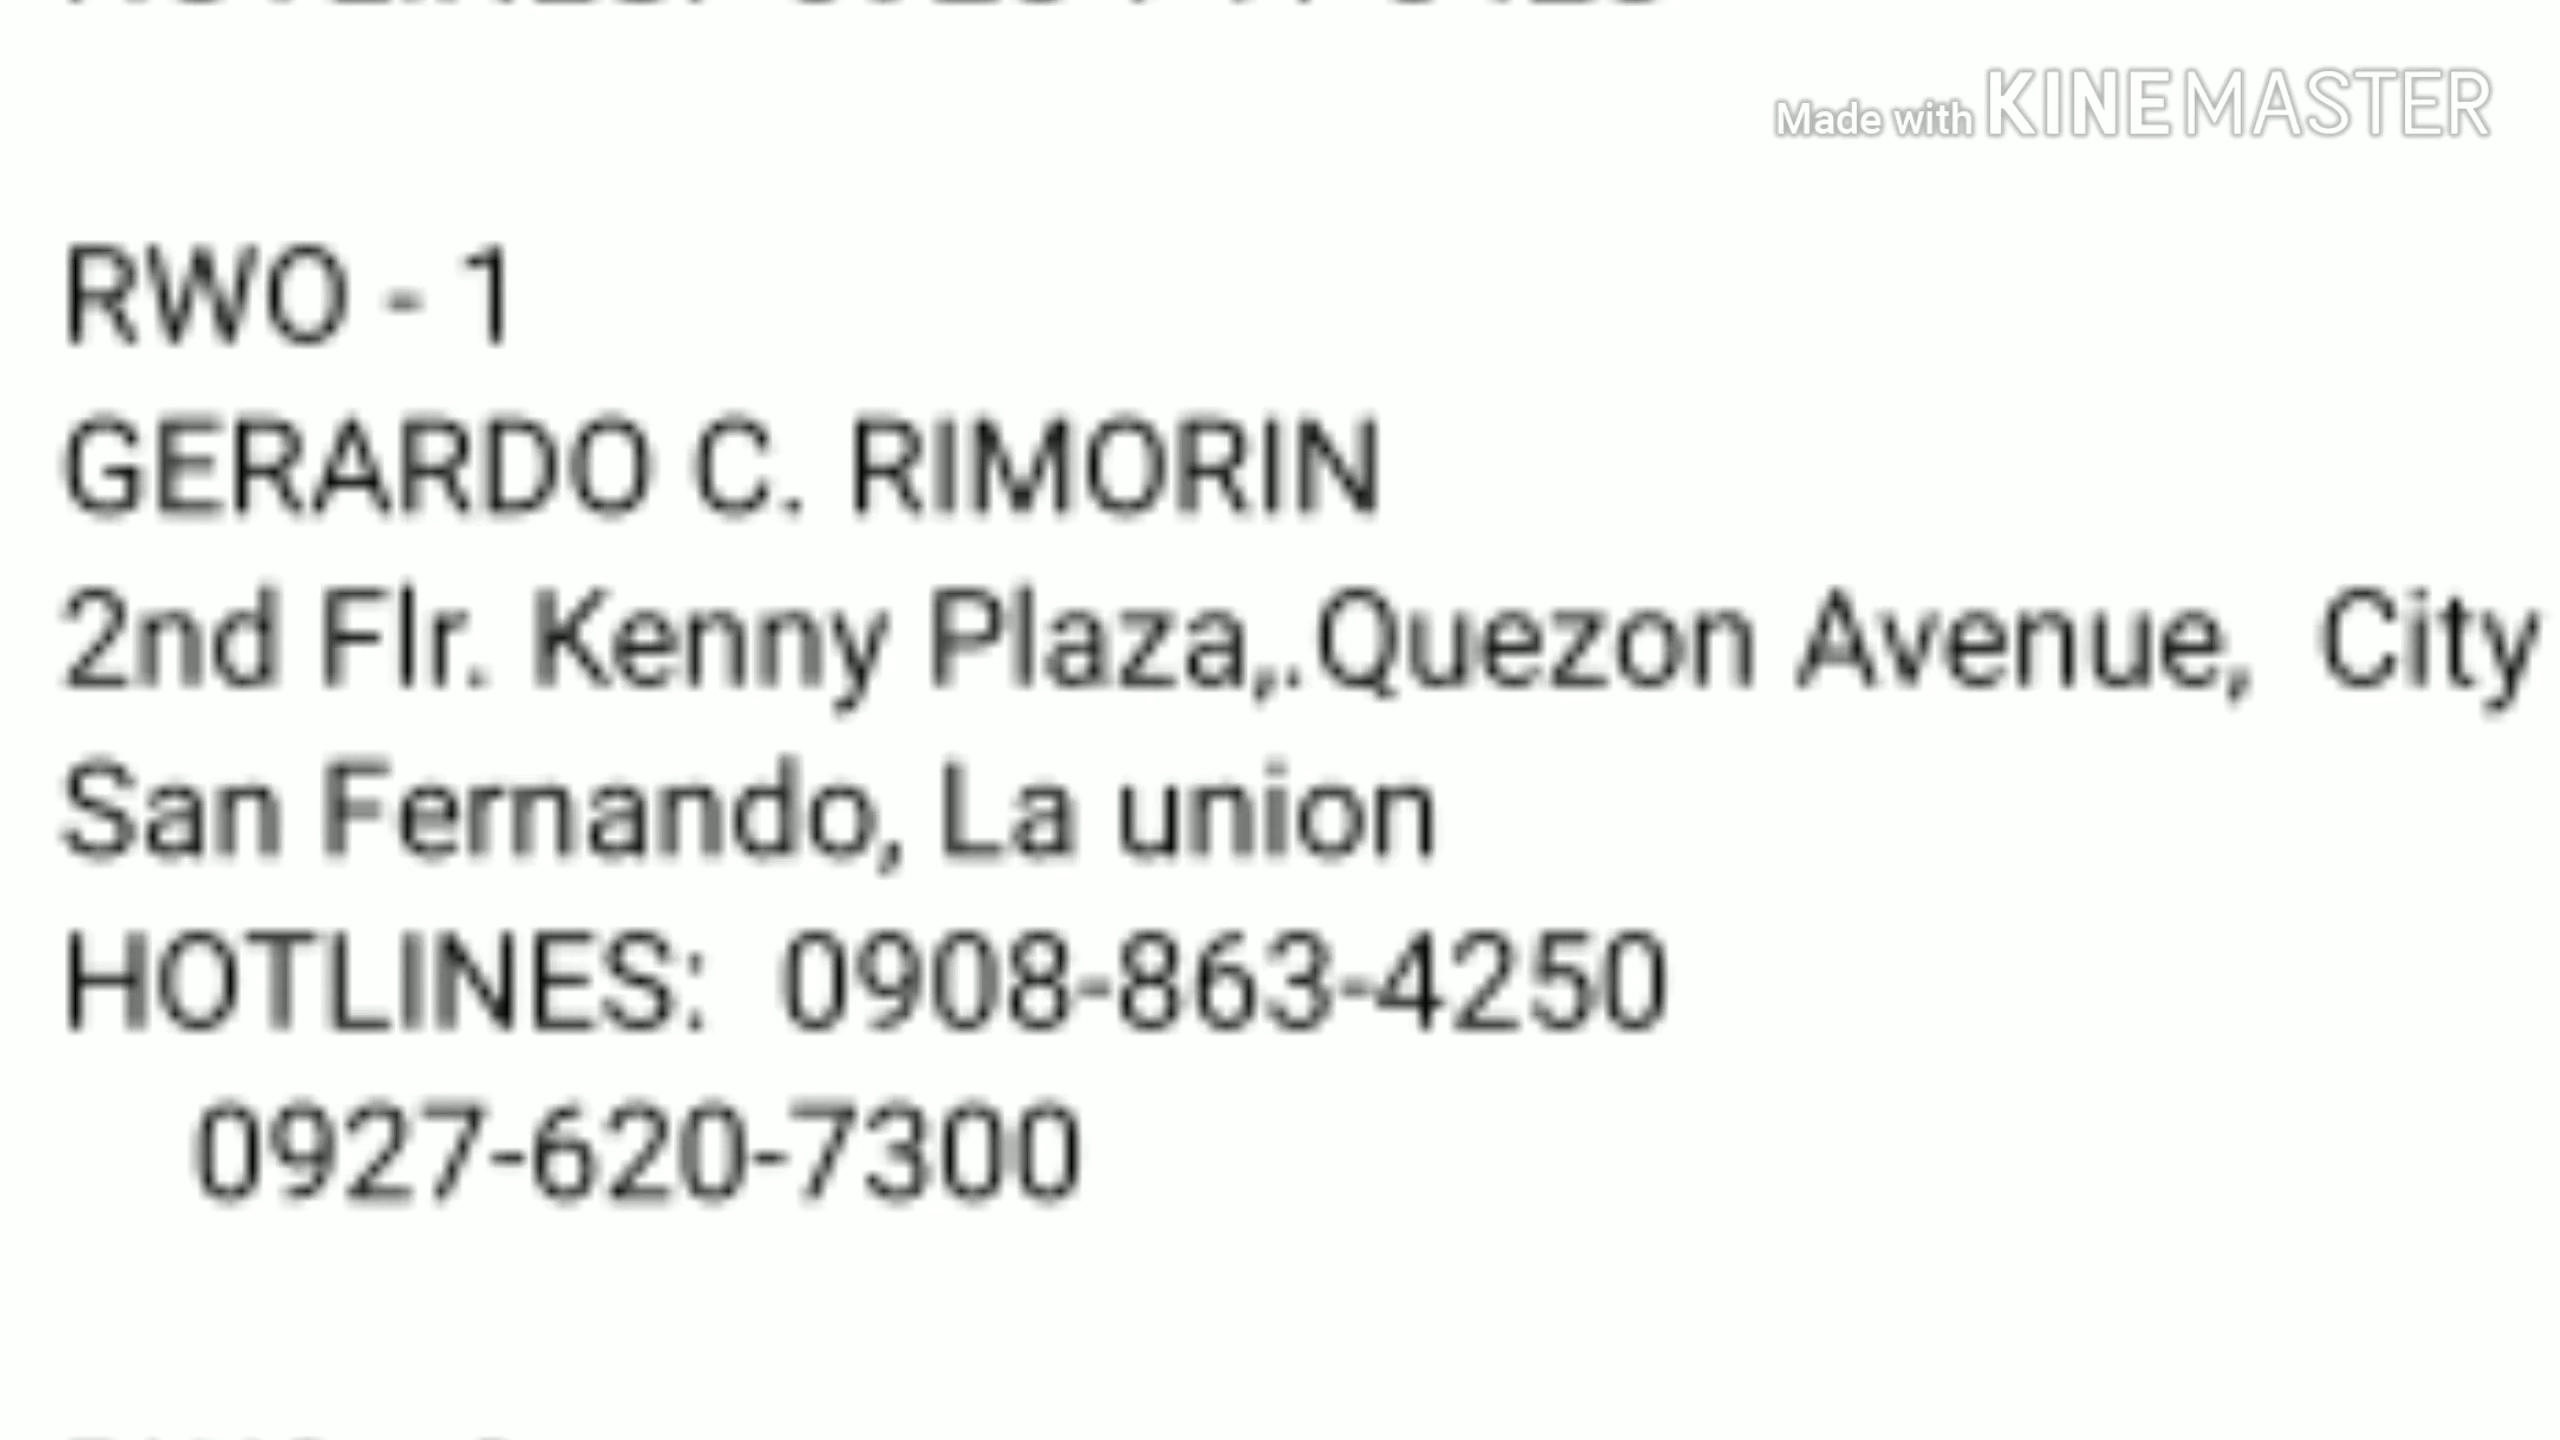 Made with KINEMASTER
RWO - 1
GERARDO C. RIMORIN
2nd Flr. Kenny Plaza,.Quezon Avenue,  City
San Fernando, La union
HOTLINES:  0908-863-4250
0927-620-7300